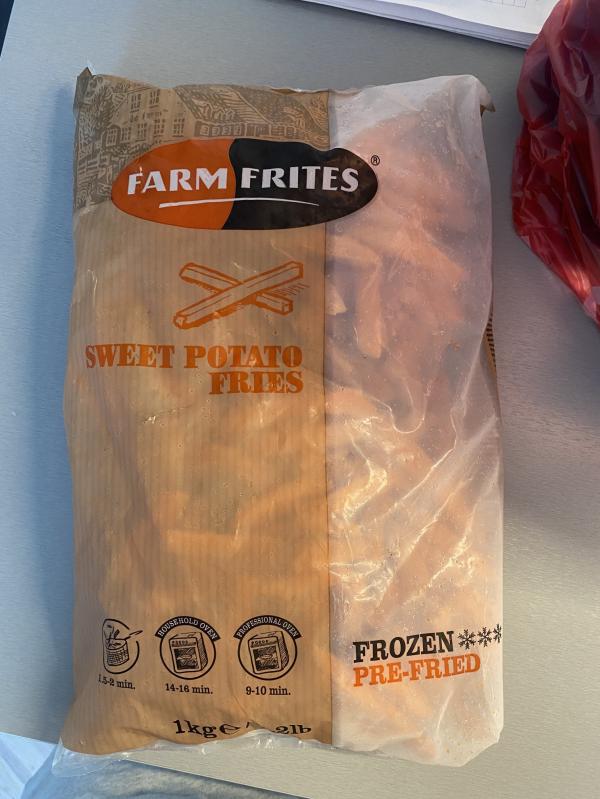 FARM FRITES ®
SWEET POTATO
FRIES
HOUSEHOLD OVEN
PROFESSIONAL OVEN
1.5-2 min.
14-16 min.
9-10 min.
FROZEN
PRE-FRIED
1kg e / 2lb